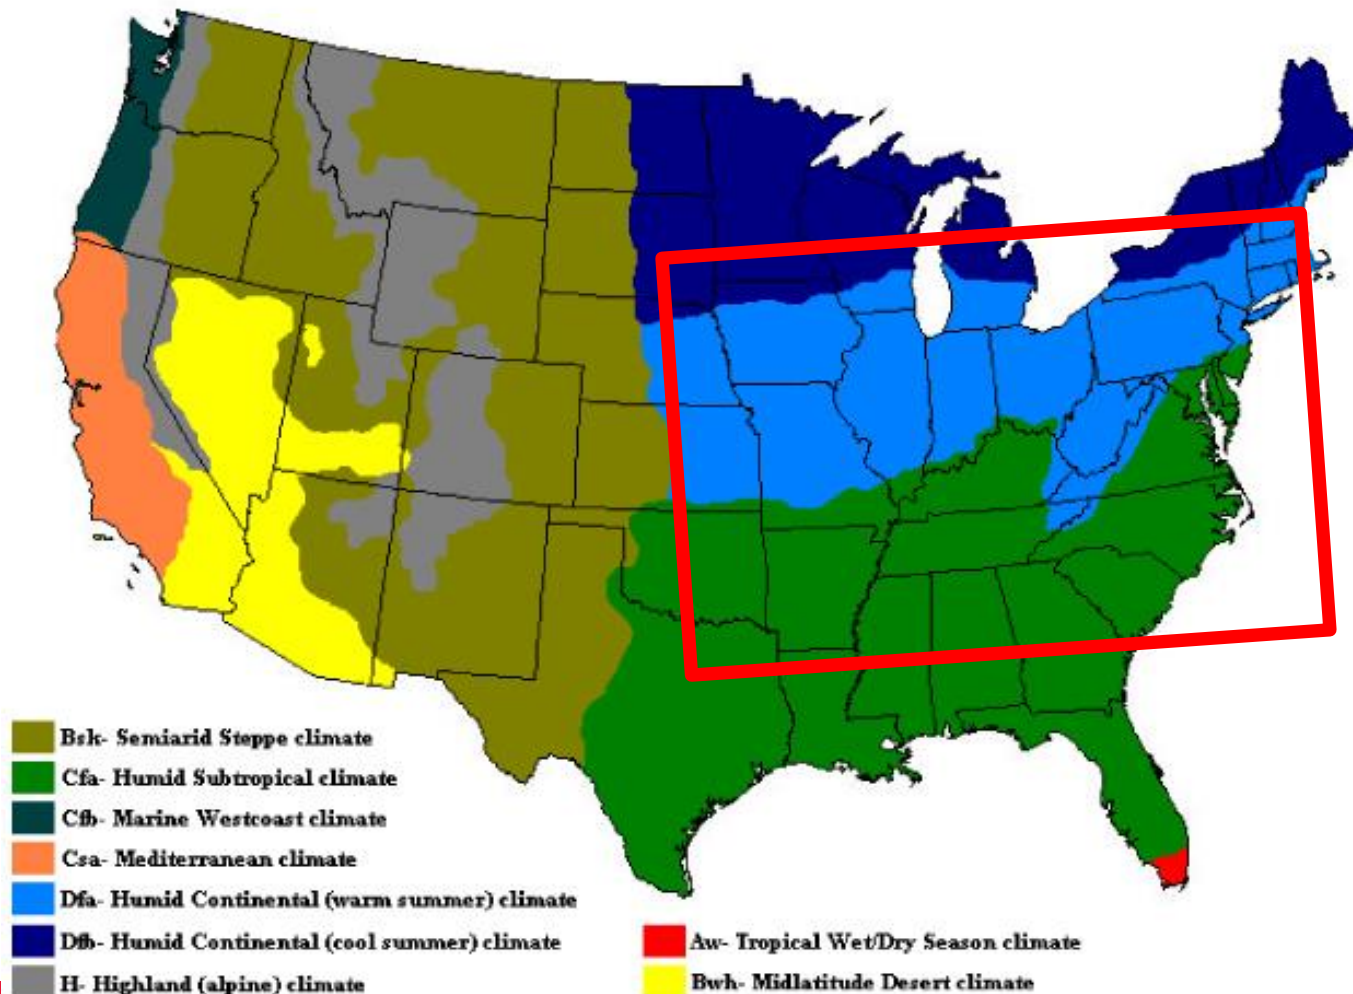 Bsk- Semiarid Steppe climate
Cfa- Humid Subtropical climate
Cfb- Marine Westcoast climate
Csa- Mediterranean climate
Dfa- Humid Continental (warm summer) climate
Dfb- Humid Continental (cool summer) climate
H- Highland (alpine) climate
Aw- Tropical Wet/Dry Season climate
Bwh- Midlatitude Desert climate